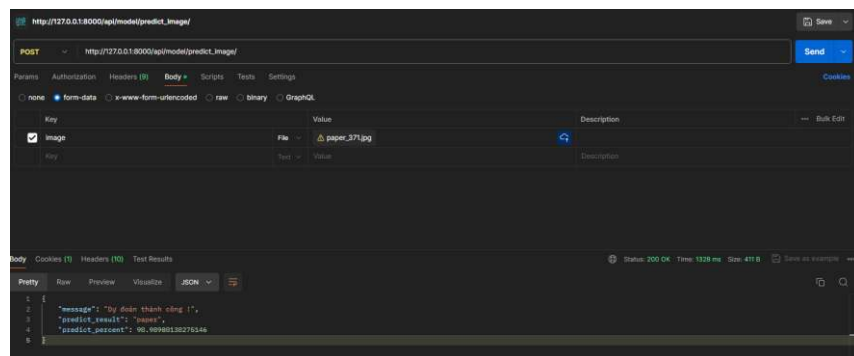 http://127.0.0.1:8000/api/model/predict_image/
Save
POST
http://127.0.0.1:8000/api/model/predict_image/
Send
Params Authorization Headers (9) Body Scripts Tests Settings
Cookies
none form-data x-www-form-urlencoded raw binary GraphQL
Key Value Description Bulk Edit
image File paper_371.jpg
Key Text Value Description
Body Cookies (1) Headers (10) Test Results
Status: 200 OK Time: 1328 ms Size: 411 B Save as example
Pretty Raw Preview Visualize JSON
1 {
2 "message": "Dự đoán thành công !",
3 "predict_result": "paper",
4 "predict_percent":
5 }